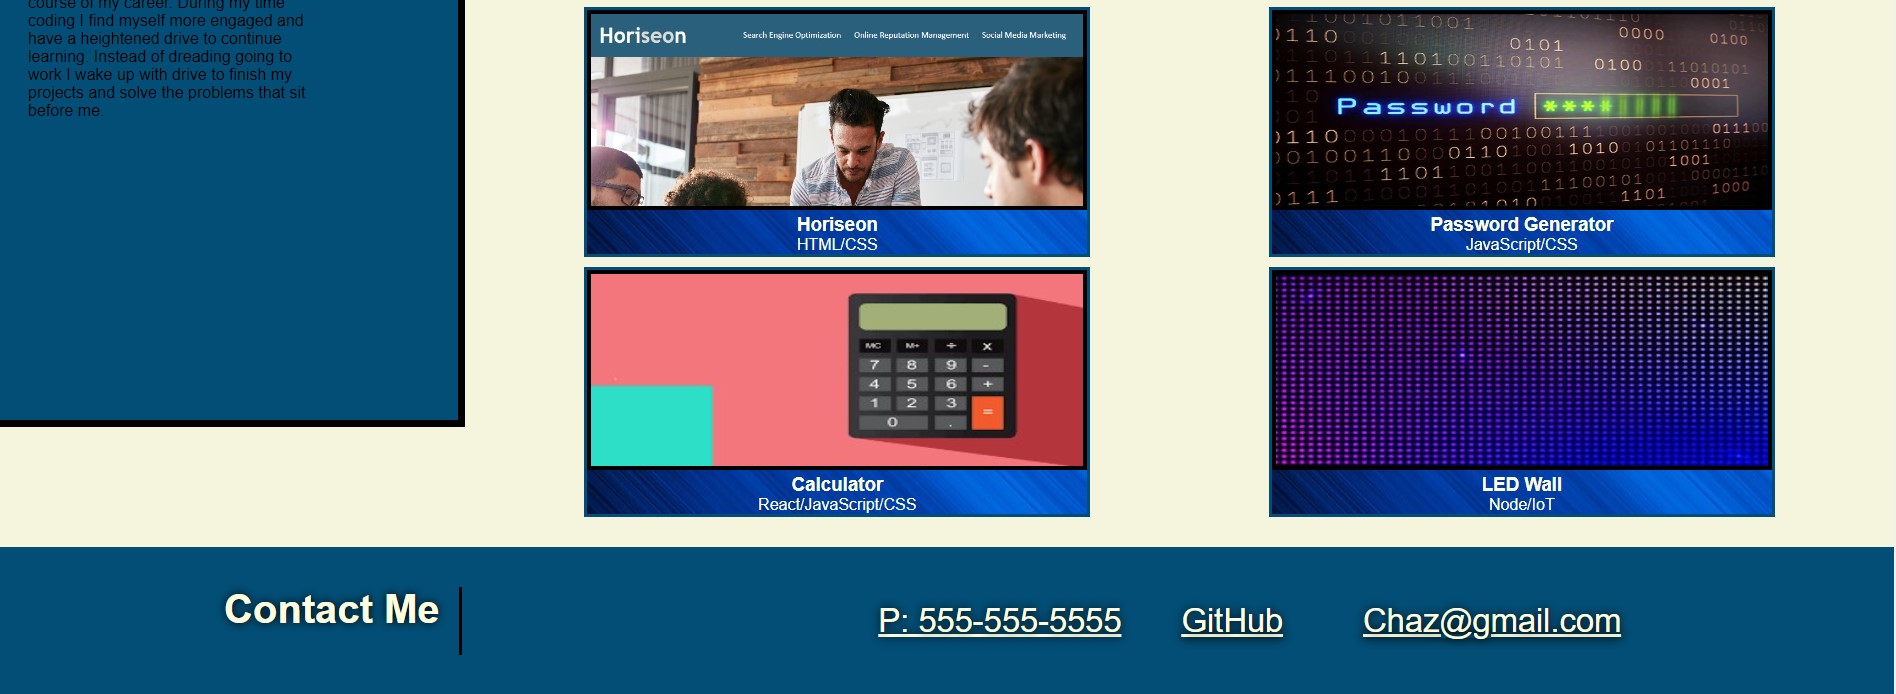 course of my career. During my time
coding I find myself more engaged and
have a heightened drive to continue
learning. Instead of dreading going to
work I wake up with drive to finish my
projects and solve the problems that sit
before me.
Horiseon
Search Engine Optimization Online Reputation Management Social Media Marketing
Horiseon
HTML/CSS
Password ****
Password Generator
JavaScript/CSS
MC M+ ÷ x
7 8 9 -
4 5 6 +
1 2 3 =
0 .
Calculator
React/JavaScript/CSS
LED Wall
Node/IoT
Contact Me
P: 555-555-5555
GitHub
Chaz@gmail.com